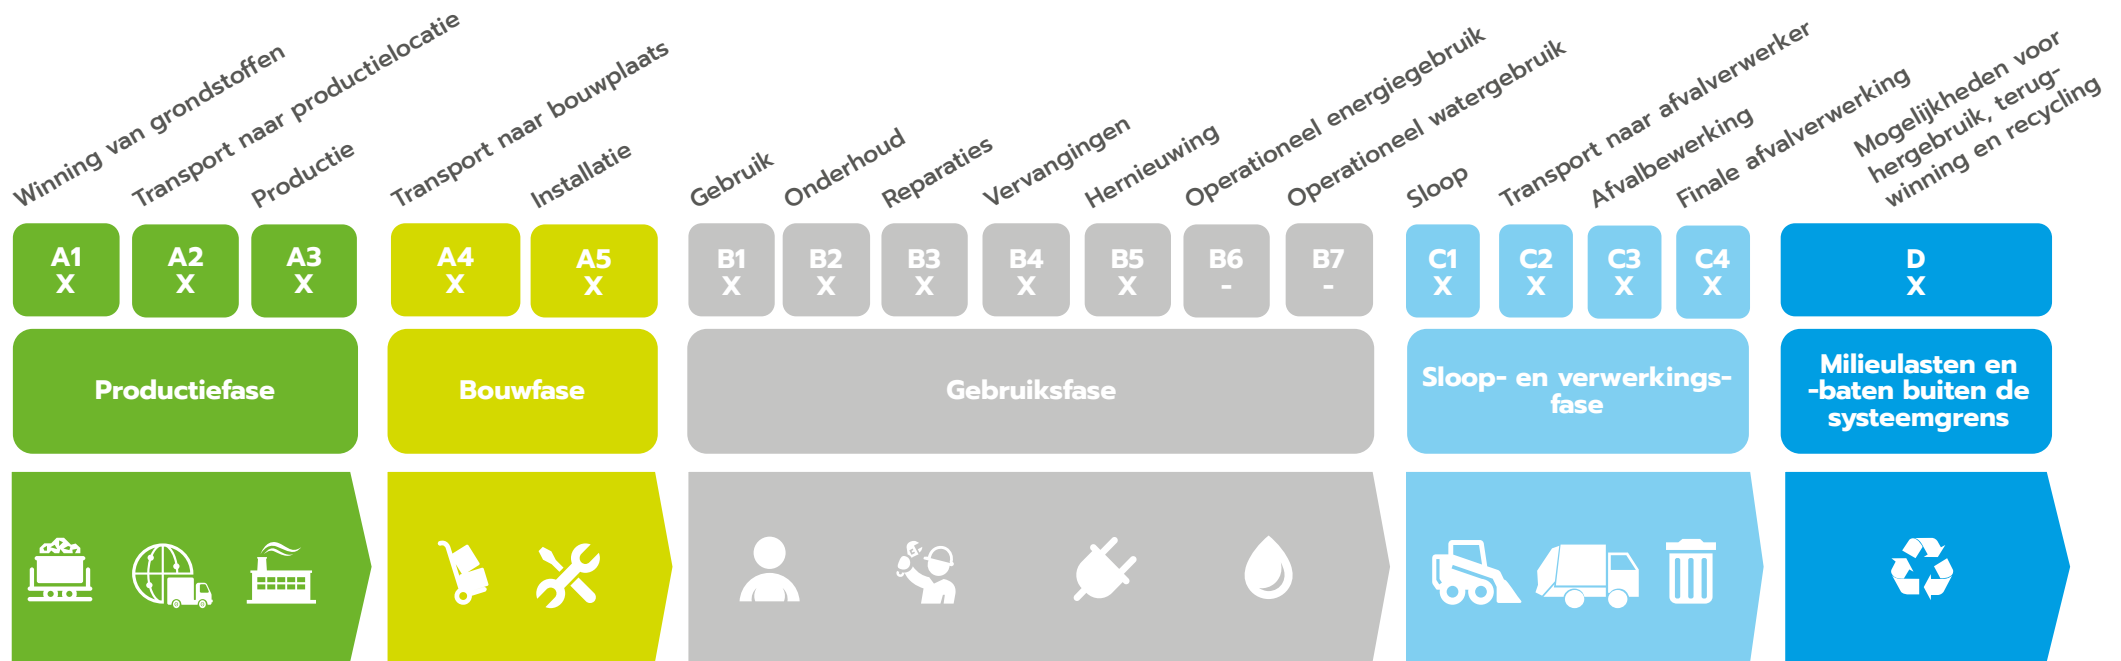 Winning van grondstoffen
Transport naar productielocatie
Productie
Transport naar bouwplaats
Installatie
Gebruik
Onderhoud
Reparaties
Vervangingen
Hernieuwing
Operationeel energiegebruik
Operationeel watergebruik
Sloop
Transport naar afvalverwerker
Afvalbewerking
Finale afvalverwerking
Mogelijkheden voor
hergebruik, terug-
winning en recycling
A1
X
A2
X
A3
X
A4
X
A5
X
B1
X
B2
X
B3
X
B4
X
B5
X
B6
-
B7
-
C1
X
C2
X
C3
X
C4
X
D
X
Productiefase
Bouwfase
Gebruiksfase
Sloop- en verwerkings-
fase
Milieulasten en
-baten buiten de
systeemgrens